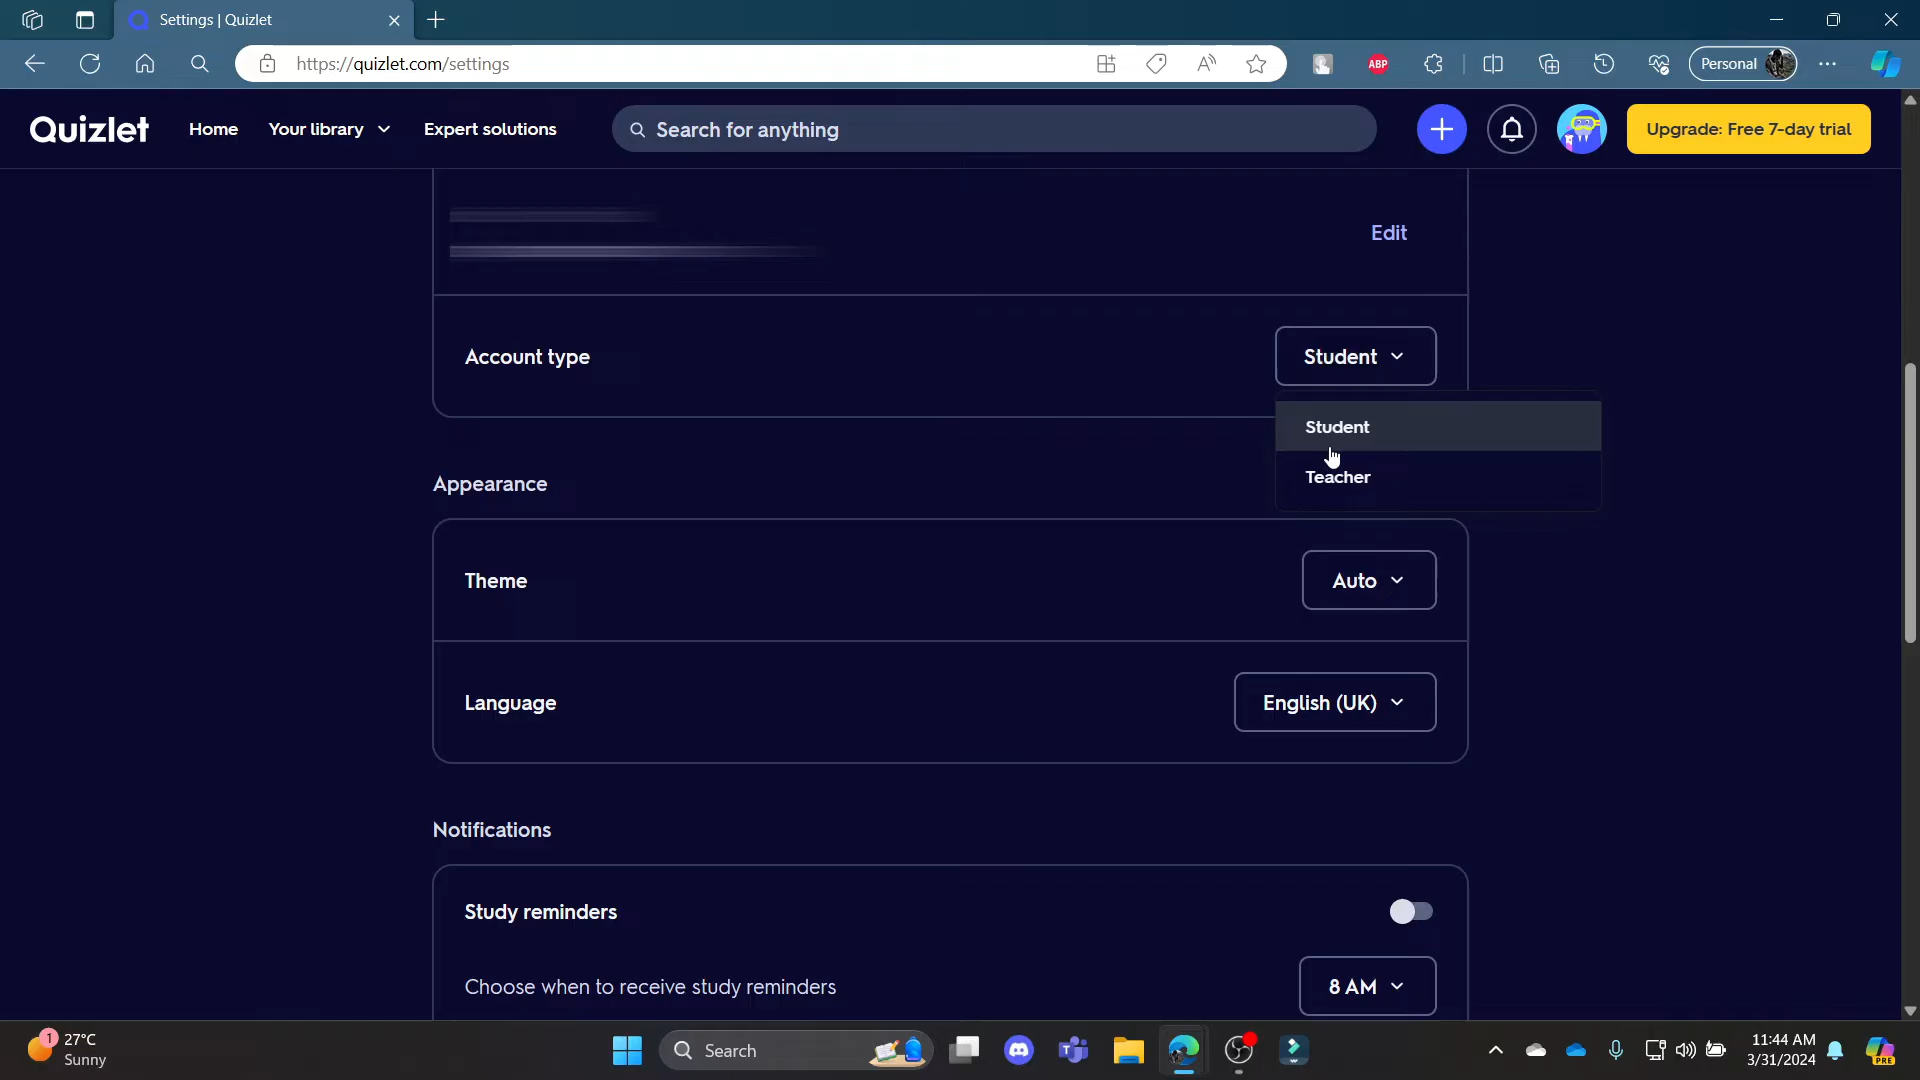 Settings | Quizlet
https://quizlet.com/settings
ABP
Personal
Quizlet
Home
Your library
Expert solutions
Search for anything
Upgrade: Free 7-day trial
Edit
Account type
Student
Student
Teacher
Appearance
Theme
Auto
Language
English (UK)
Notifications
Study reminders
Choose when to receive study reminders
8 AM
1
27°C
Sunny
Search
11:44 AM
3/31/2024
PRE